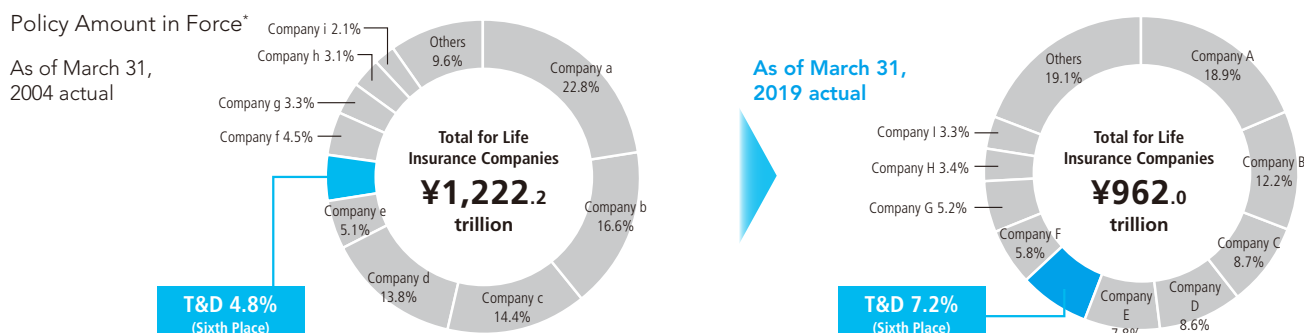 Policy Amount in Force*
As of March 31,
2004 actual
Company i 2.1%
Company h 3.1%
Company g 3.3%
Company f 4.5%
Others
9.6%
Company a
22.8%
Company b
16.6%
Company c
14.4%
Company d
13.8%
Company e
5.1%
Total for Life
Insurance Companies
¥1,222.2
trillion
T&D 4.8%
(Sixth Place)
As of March 31,
2019 actual
Others
19.1%
Company A
18.9%
Company B
12.2%
Company C
8.7%
Company
D
8.6%
Company
E
7.8%
Company F
5.8%
Company G 5.2%
Company H 3.4%
Company I 3.3%
Total for Life
Insurance Companies
¥962.0
trillion
T&D 7.2%
(Sixth Place)